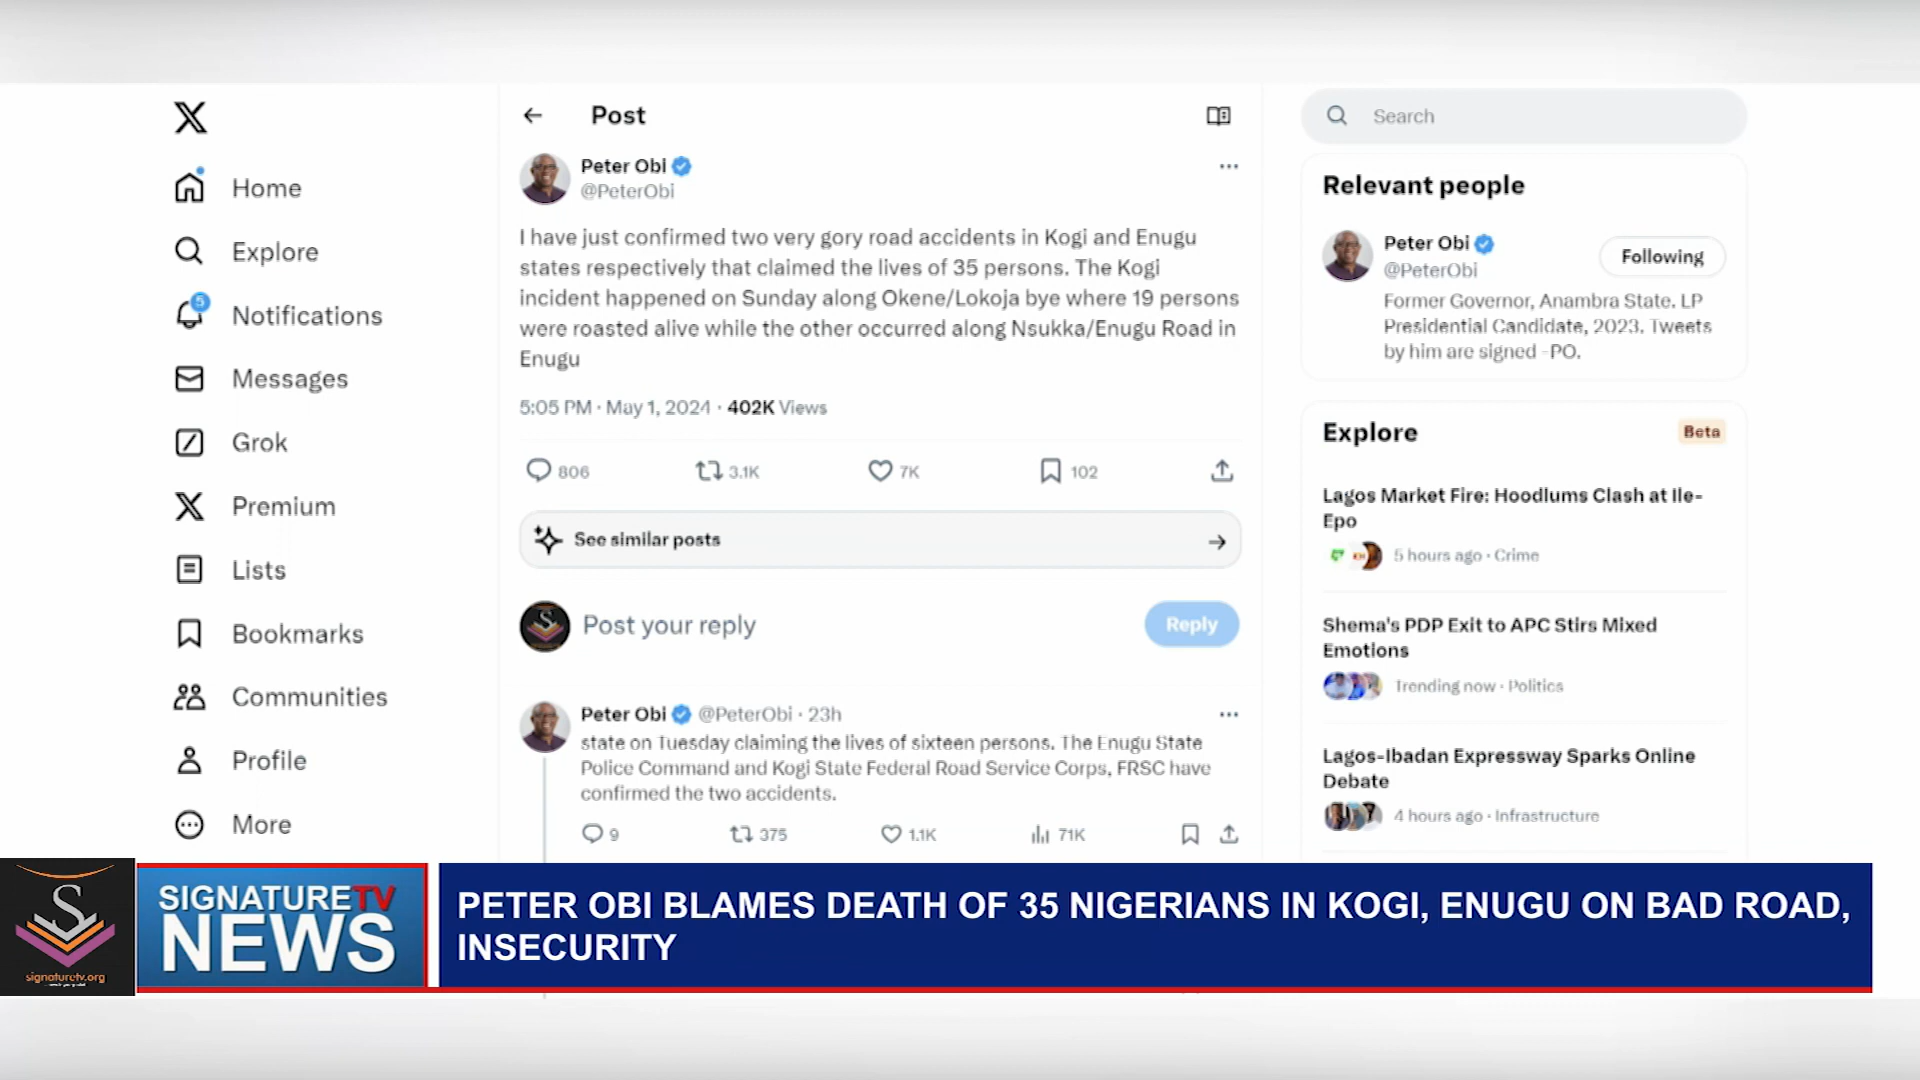 Home
Explore
5
Notifications
Messages
Grok
Premium
Lists
Bookmarks
Communities
Profile
More
Post
Peter Obi
@PeterObi
I have just confirmed two very gory road accidents in Kogi and Enugu
states respectively that claimed the lives of 35 persons. The Kogi
incident happened on Sunday along Okene/Lokoja bye where 19 persons
were roasted alive while the other occurred along Nsukka/Enugu Road in
Enugu
5:05 PM · May 1, 2024 · 402K Views
806 3.1K 7K 102
See similar posts
Post your reply
Reply
Peter Obi @PeterObi · 23h
state on Tuesday claiming the lives of sixteen persons. The Enugu State
Police Command and Kogi State Federal Road Service Corps, FRSC have
confirmed the two accidents.
9 375 1.1K 71K
Search
Relevant people
Peter Obi
@PeterObi
Following
Former Governor, Anambra State. LP
Presidential Candidate, 2023. Tweets
by him are signed -PO.
Explore
Beta
Lagos Market Fire: Hoodlums Clash at Ile-
Epo
5 hours ago · Crime
Shema's PDP Exit to APC Stirs Mixed
Emotions
Trending now · Politics
Lagos-Ibadan Expressway Sparks Online
Debate
4 hours ago · Infrastructure
S
signaturetv.org
SIGNATURETV
NEWS
PETER OBI BLAMES DEATH OF 35 NIGERIANS IN KOGI, ENUGU ON BAD ROAD,
INSECURITY